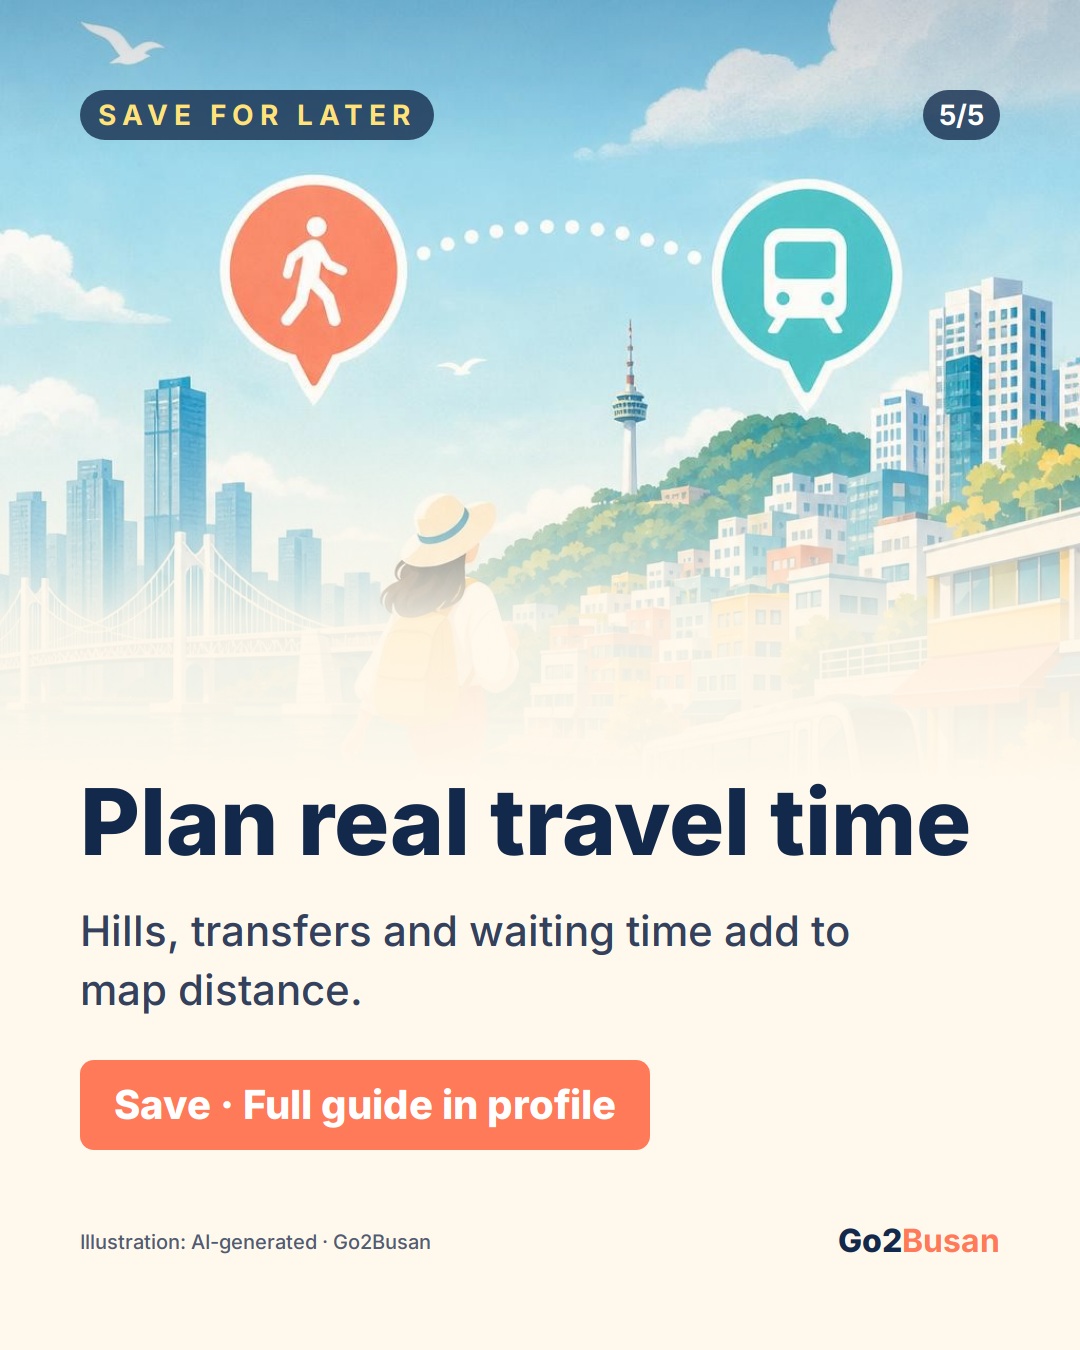 SAVE FOR LATER
5/5
Plan real travel time
Hills, transfers and waiting time add to
map distance.
Save · Full guide in profile
Illustration: AI-generated · Go2Busan
Go2Busan